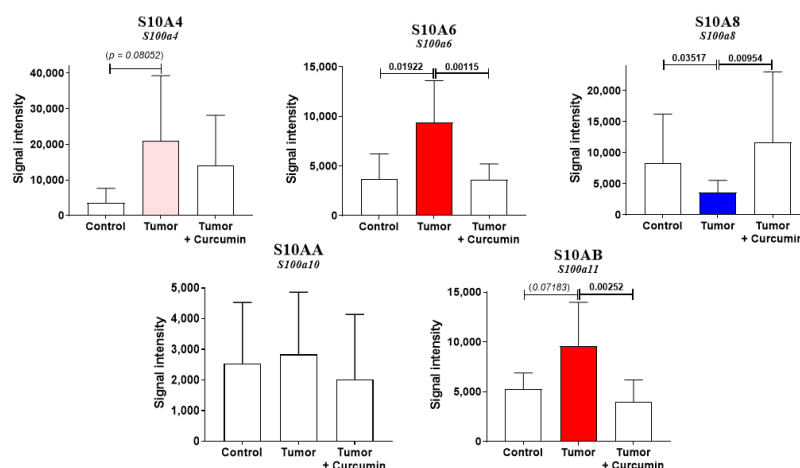 S10A4
S100a4
(p = 0.08052)
Signal intensity
40,000
30,000
20,000
10,000
0
Control
Tumor
Tumor
+ Curcumin
S10A6
S100a6
0.01922
0.00115
Signal intensity
15,000
10,000
5,000
0
Control
Tumor
Tumor
+ Curcumin
S10A8
S100a8
0.03517
0.00954
Signal intensity
20,000
15,000
10,000
5,000
0
Control
Tumor
Tumor
+ Curcumin
S10AA
S100a10
Signal intensity
5,000
4,000
3,000
2,000
1,000
0
Control
Tumor
Tumor
+ Curcumin
S10AB
S100a11
(0.07183)
0.00252
Signal intensity
15,000
10,000
5,000
0
Control
Tumor
Tumor
+ Curcumin